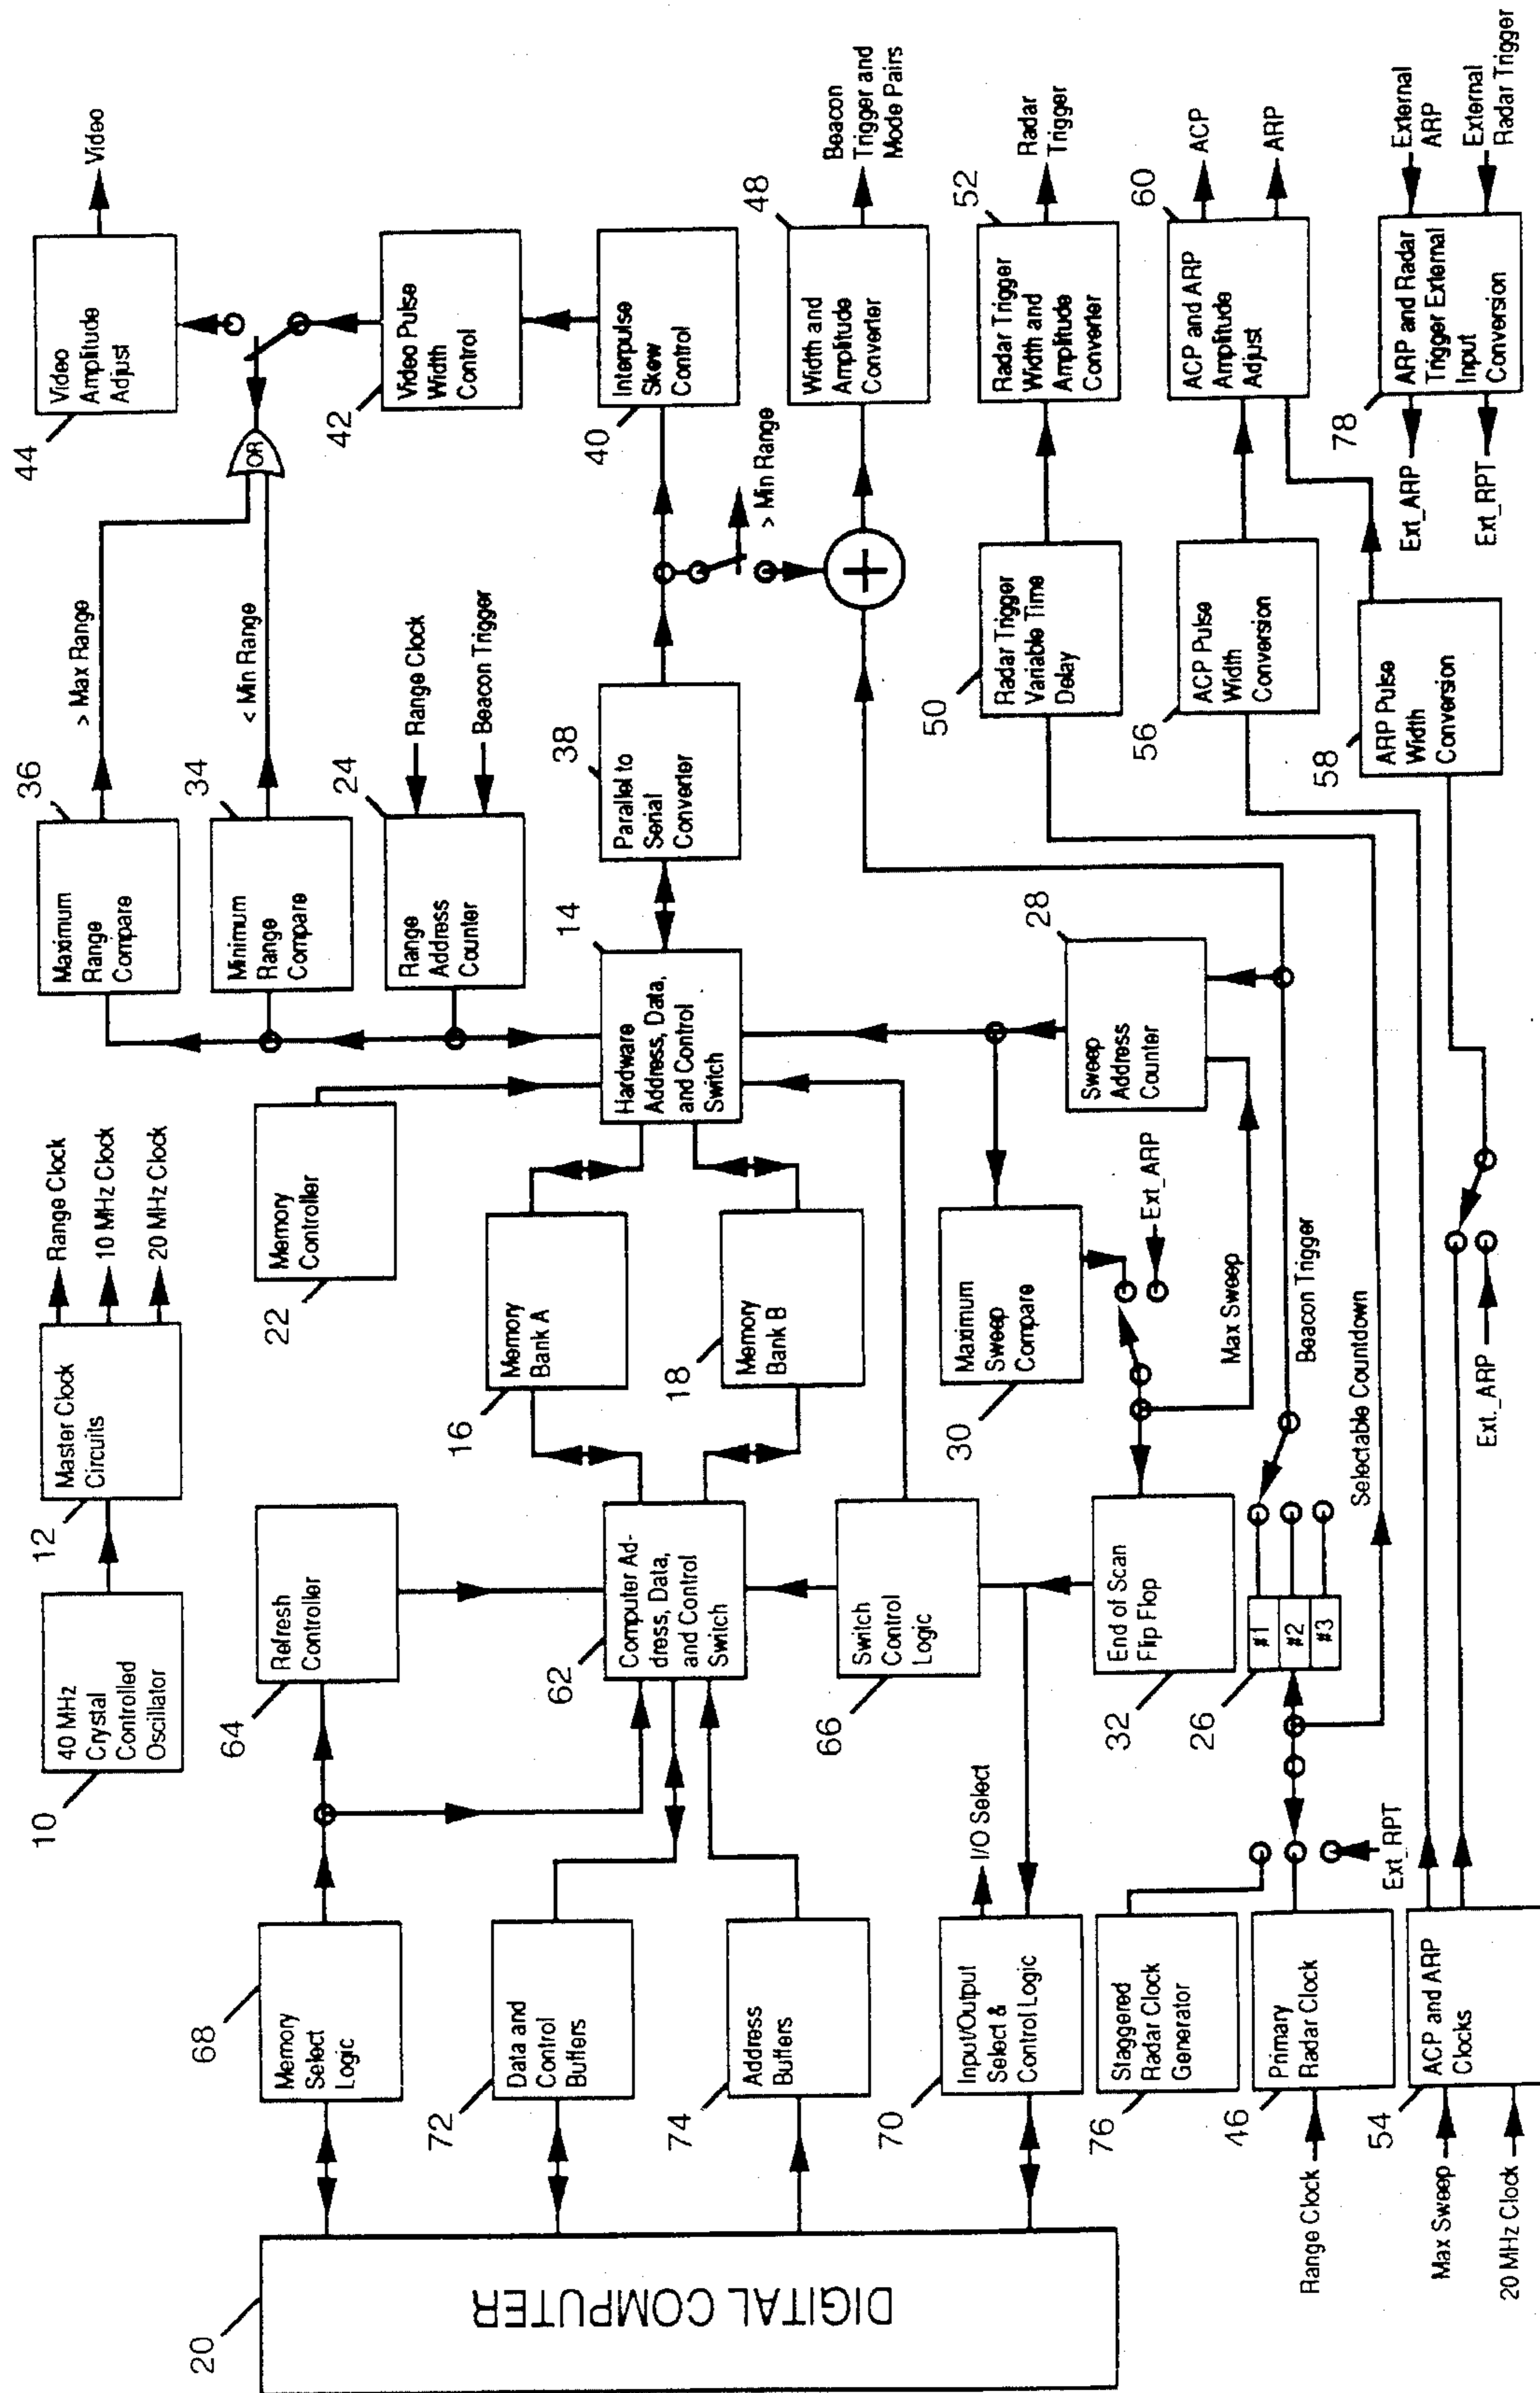 10
40 MHz
Crystal
Controlled
Oscillator
12
Master Clock
Circuits
Range Clock
10 MHz Clock
20 MHz Clock
36
Maximum
Range
Compare
> Max Range
34
Minimum
Range
Compare
< Min Range
24
Range
Address
Counter
Range Clock
Beacon Trigger
OR
44
Video
Amplitude
Adjust
Video
42
Video Pulse
Width
Control
40
Interpulse
Skew
Control
38
Parallel to
Serial
Converter
> Min Range
48
Width and
Amplitude
Converter
Beacon
Trigger and
Mode Pairs
20
DIGITAL COMPUTER
68
Memory
Select
Logic
64
Refresh
Controller
22
Memory
Controller
72
Data and
Control
Buffers
74
Address
Buffers
62
Computer Ad-
dress, Data,
and Control
Switch
16
Memory
Bank A
18
Memory
Bank B
14
Hardware
Address, Data,
and Control
Switch
66
Switch
Control
Logic
70
Input/Output
Select &
Control Logic
I/O Select
32
End of Scan
Flip Flop
30
Maximum
Sweep
Compare
Ext_ARP
Max Sweep
28
Sweep
Address
Counter
76
Staggered
Radar Clock
Generator
46
Primary
Radar Clock
Range Clock
Ext_RPT
26
#1
#2
#3
Beacon Trigger
Selectable Countdown
50
Radar Trigger
Variable Time
Delay
52
Radar Trigger
Width and
Amplitude
Converter
Radar
Trigger
54
ACP and ARP
Clocks
Max Sweep
20 MHz Clock
Ext._ARP
56
ACP Pulse
Width
Conversion
58
ARP Pulse
Width
Conversion
60
ACP and ARP
Amplitude
Adjust
ACP
ARP
78
ARP and Radar
Trigger External
Input
Conversion
Ext_ARP
Ext_RPT
External
ARP
External
Radar Trigger